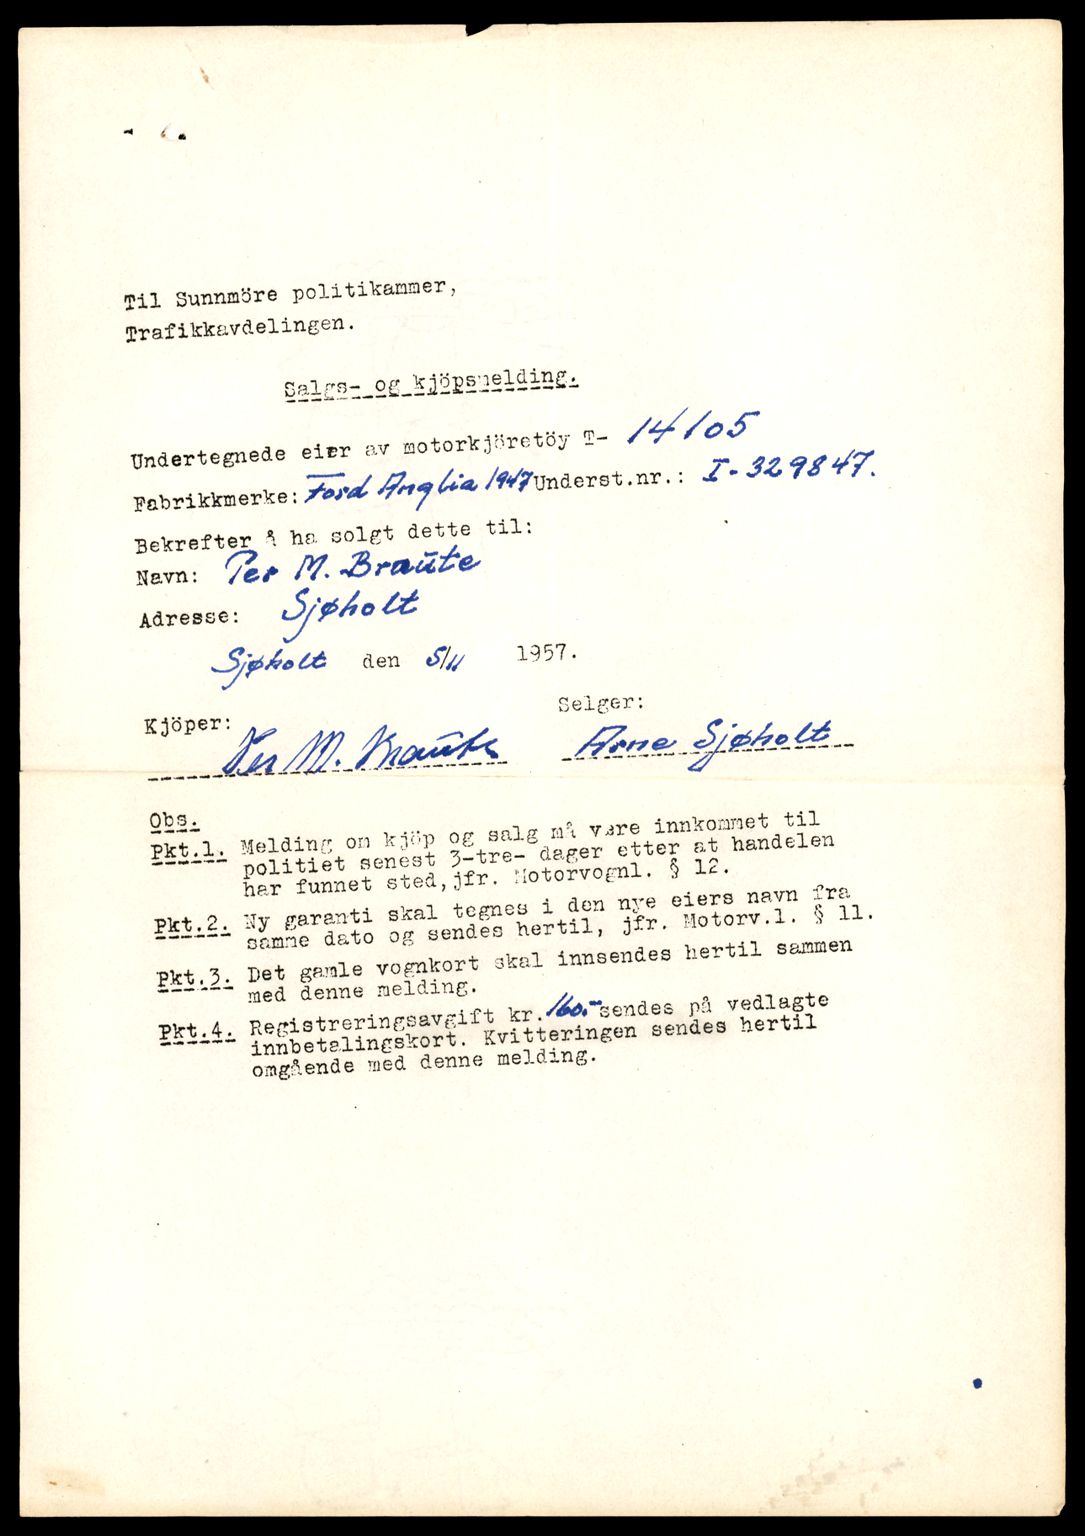 Til Sunnmöre politikammer,
Trafikkavdelingen.
Salgs- og kjöpsmelding.
Undertegnede eier av motorkjöretöy T- 14105
Fabrikkmerke: Ford Anglia 1947 Underst.nr.: I-329847.
Bekrefter å ha solgt dette til:
Navn: Per M. Braute
Adresse: Sjøholt
Sjøholt den 5/11 1957.
Kjöper: Selger:
Per M. Braute Arne Sjøholt
Obs.
Pkt.1. Melding om kjöp og salg må være innkommet til
politiet senest 3-tre- dager etter at handelen
har funnet sted, jfr. Motorvognl. § 12.
Pkt.2. Ny garanti skal tegnes i den nye eiers navn fra
samme dato og sendes hertil, jfr. Motorv.l. § 11.
Pkt.3. Det gamle vognkort skal innsendes hertil sammen
med denne melding.
Pkt.4. Registreringsavgift kr. 160.- sendes på vedlagte
innbetalingskort. Kvitteringen sendes hertil
omgående med denne melding.